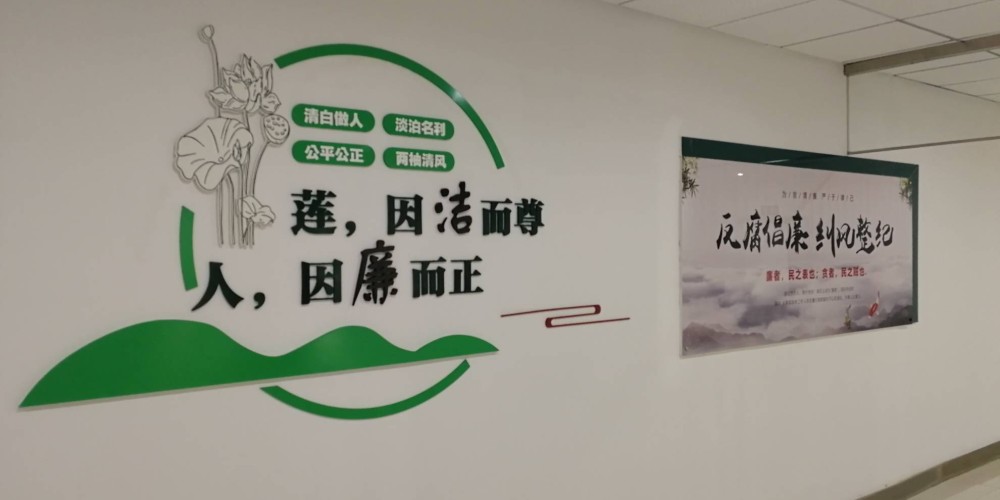 清白做人
淡泊名利
公平公正
两袖清风
莲，因洁而尊
人，因廉而正
反腐倡廉 纠风整纪
廉者，民之表也；贪者，民之贼也